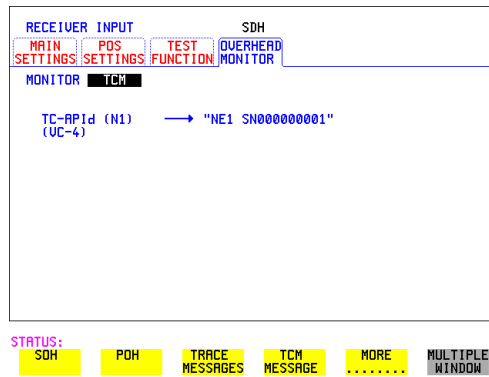 RECEIVER INPUT SDH
MAIN SETTINGS POS SETTINGS TEST FUNCTION OVERHEAD MONITOR
MONITOR TCM
TC-APId (N1) → "NE1 SN000000001"
(VC-4)
STATUS:
SOH POH TRACE MESSAGES TCM MESSAGE MORE ........ MULTIPLE WINDOW